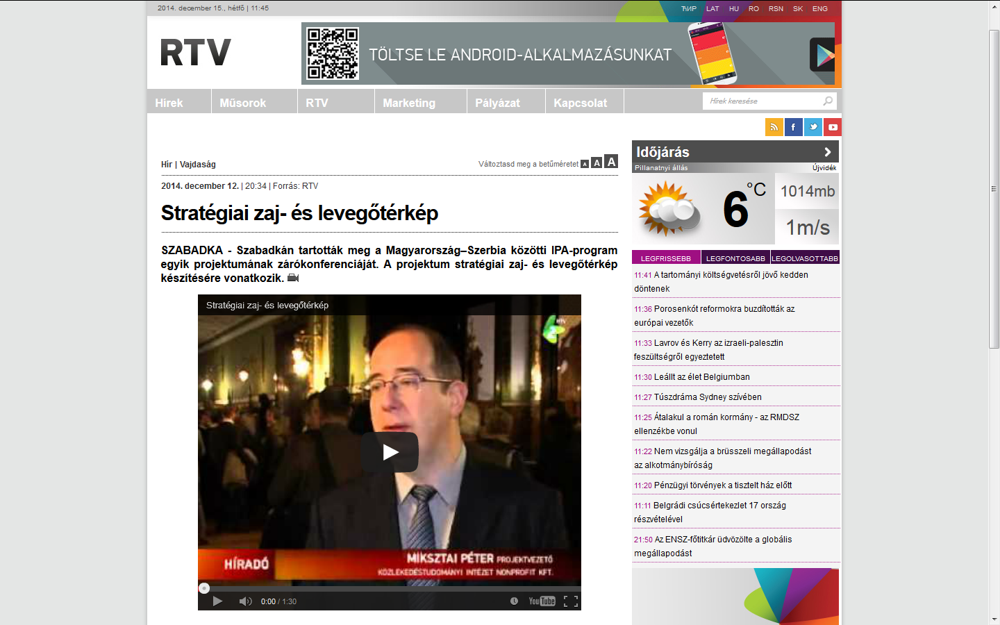 2014. december 15., hétfő | 11:45
ЋИР LAT HU RO RSN SK ENG
RTV
TÖLTSE LE ANDROID-ALKALMAZÁSUNKAT
Hírek Műsorok RTV Marketing Pályázat Kapcsolat
Hírek keresése
Hír | Vajdaság
Változtasd meg a betűméretet A A A
2014. december 12. | 20:34 | Forrás: RTV
Stratégiai zaj- és levegőtérkép
SZABADKA - Szabadkán tartották meg a Magyarország–Szerbia közötti IPA-program
egyik projektumának zárókonferenciáját. A projektum stratégiai zaj- és levegőtérkép
készítésére vonatkozik.
Stratégiai zaj- és levegőtérkép
RTV
HÍRADÓ
MIKSZTAI PÉTER PROJEKTVEZETŐ
KÖZLEKEDÉSTUDOMÁNYI INTÉZET NONPROFIT KFT.
0:00 / 1:30
YouTube
Időjárás
Pillanatnyi állás Újvidék
6 °C
1014mb
1m/s
LEGFRISSEBB LEGFONTOSABB LEGOLVASOTTABB
11:41 A tartományi költségvetésről jövő kedden
döntenek
11:36 Porosenkót reformokra buzdították az
európai vezetők
11:33 Lavrov és Kerry az izraeli-palesztin
feszültségről egyeztetett
11:30 Leállt az élet Belgiumban
11:27 Túszdráma Sydney szívében
11:25 Átalakul a román kormány - az RMDSZ
ellenzékbe vonul
11:22 Nem vizsgálja a brüsszeli megállapodást
az alkotmánybíróság
11:20 Pénzügyi törvények a tisztelt ház előtt
11:11 Belgrádi csúcsértekezlet 17 ország
részvételével
21:50 Az ENSZ-főtitkár üdvözölte a globális
megállapodást